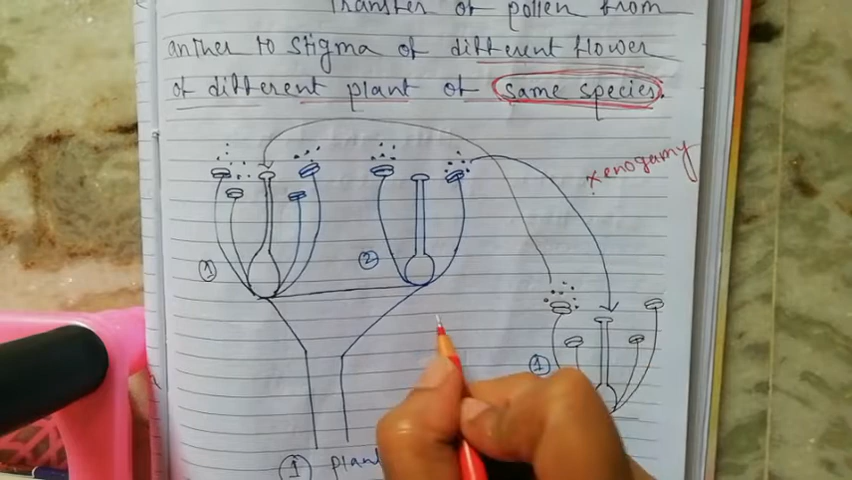 Transfer of pollen from
anther to stigma of different flower
of different plant of same species.
xenogamy
① ②
①
① plant